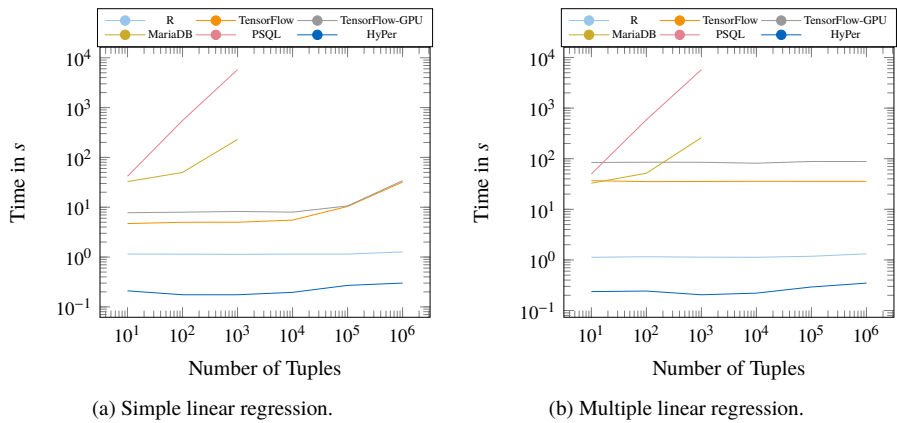 R TensorFlow TensorFlow-GPU
MariaDB PSQL HyPer
10^4
10^3
10^2
10^1
10^0
10^−1
Time in s
10^1 10^2 10^3 10^4 10^5 10^6
Number of Tuples
(a) Simple linear regression.
R TensorFlow TensorFlow-GPU
MariaDB PSQL HyPer
10^4
10^3
10^2
10^1
10^0
10^−1
Time in s
10^1 10^2 10^3 10^4 10^5 10^6
Number of Tuples
(b) Multiple linear regression.